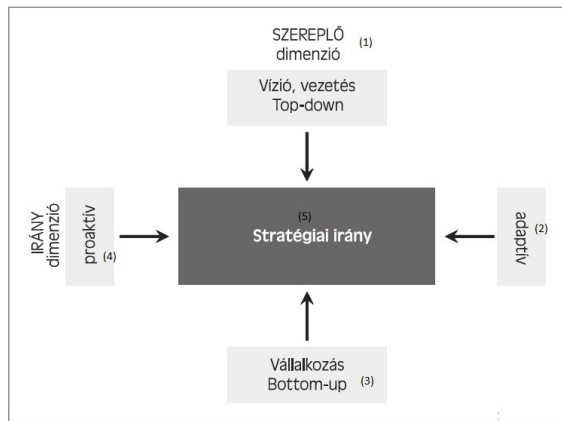 SZEREPLŐ (1)
dimenzió
Vízió, vezetés
Top-down
IRÁNY
dimenzió
proaktív (4)
(5)
Stratégiai irány
adaptív (2)
Vállalkozás
Bottom-up (3)